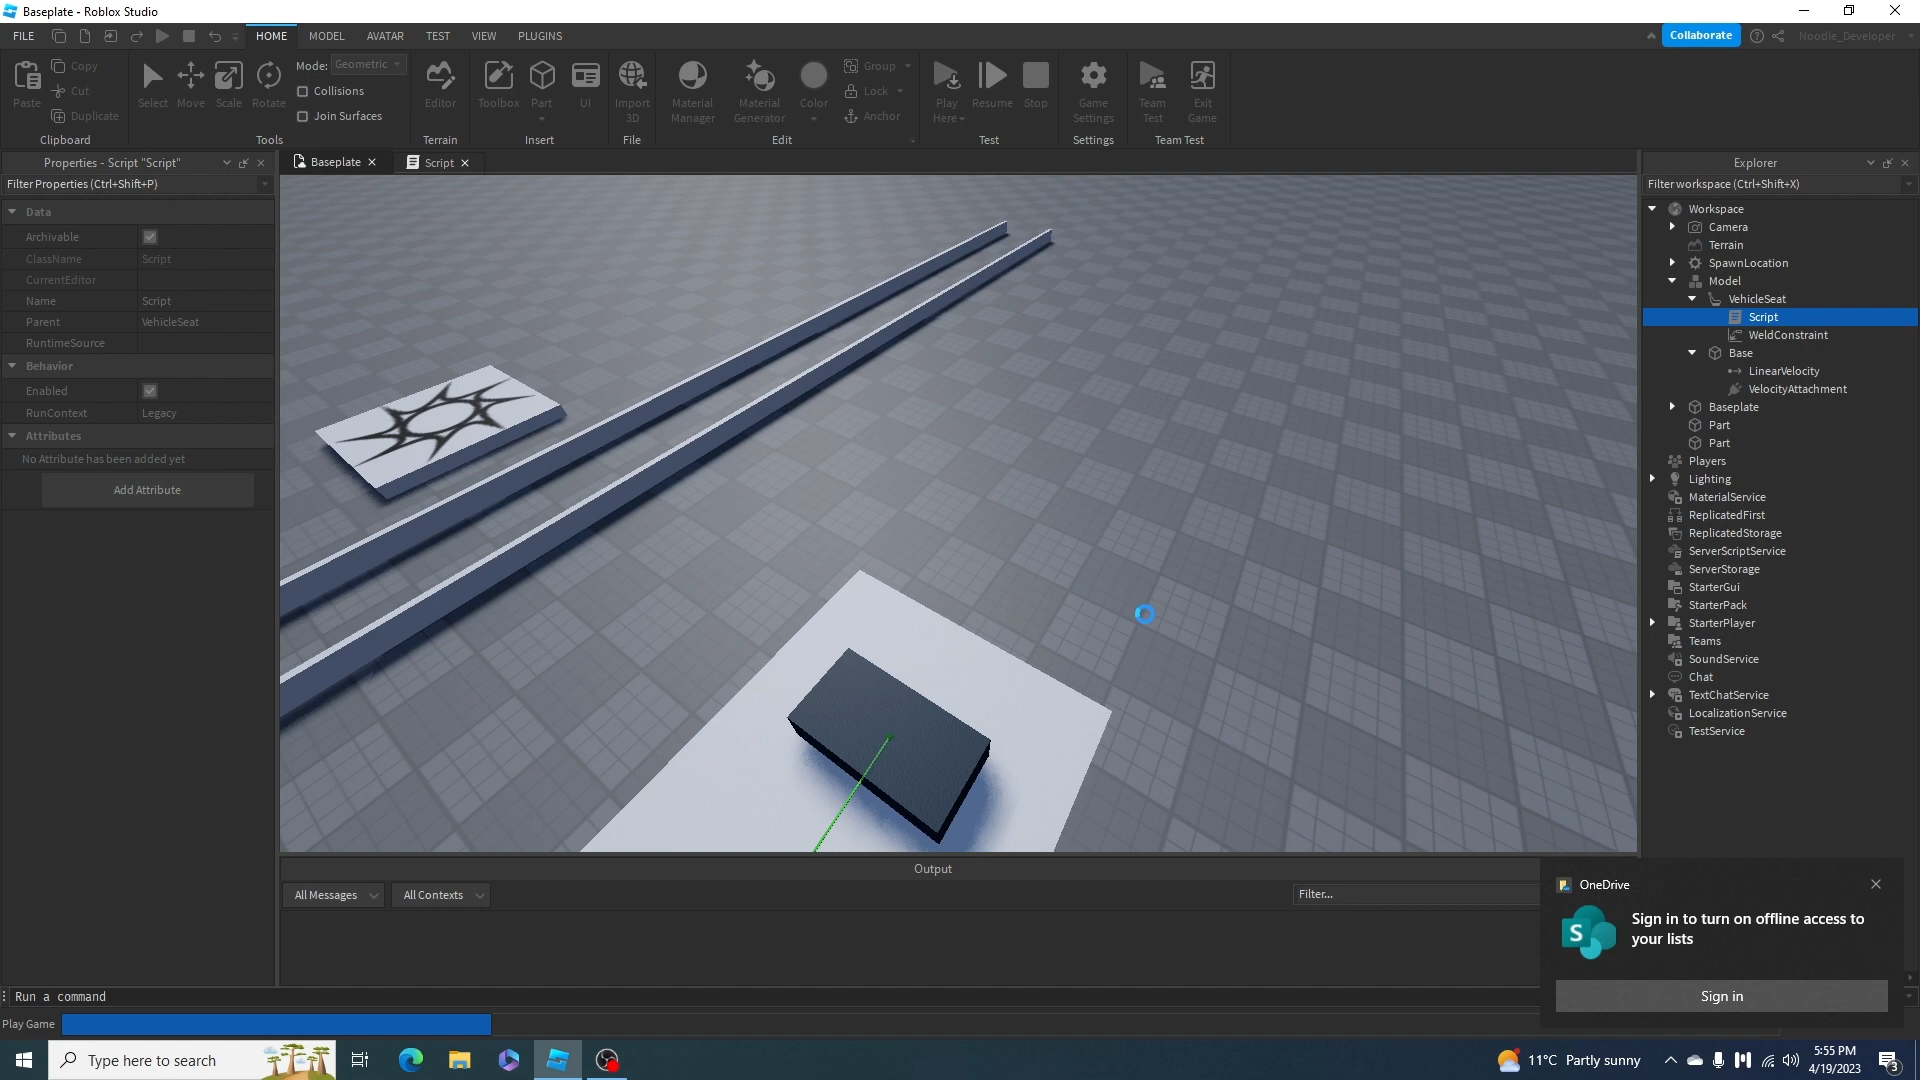 Baseplate - Roblox Studio
FILE HOME MODEL AVATAR TEST VIEW PLUGINS Collaborate Noodle_Developer
Paste Copy Cut Duplicate Clipboard
Select Move Scale Rotate Mode: Geometric Collisions Join Surfaces Tools
Editor Terrain
Toolbox Part UI Insert
Import 3D File
Material Manager Material Generator Color Group Lock Anchor Edit
Play Here Resume Stop Test
Game Settings Settings
Team Test Exit Game Team Test
Properties - Script "Script"
Filter Properties (Ctrl+Shift+P)
Data
Archivable
ClassName Script
CurrentEditor
Name Script
Parent VehicleSeat
RuntimeSource
Behavior
Enabled
RunContext Legacy
Attributes
No Attribute has been added yet
Add Attribute
Baseplate Script
Explorer
Filter workspace (Ctrl+Shift+X)
Workspace
Camera
Terrain
SpawnLocation
Model
VehicleSeat
Script
WeldConstraint
Base
LinearVelocity
VelocityAttachment
Baseplate
Part
Part
Players
Lighting
MaterialService
ReplicatedFirst
ReplicatedStorage
ServerScriptService
ServerStorage
StarterGui
StarterPack
StarterPlayer
Teams
SoundService
Chat
TextChatService
LocalizationService
TestService
Output
All Messages All Contexts Filter...
OneDrive
S
Sign in to turn on offline access to
your lists
Sign in
Run a command
Play Game
Type here to search
11°C Partly sunny
5:55 PM
4/19/2023
3